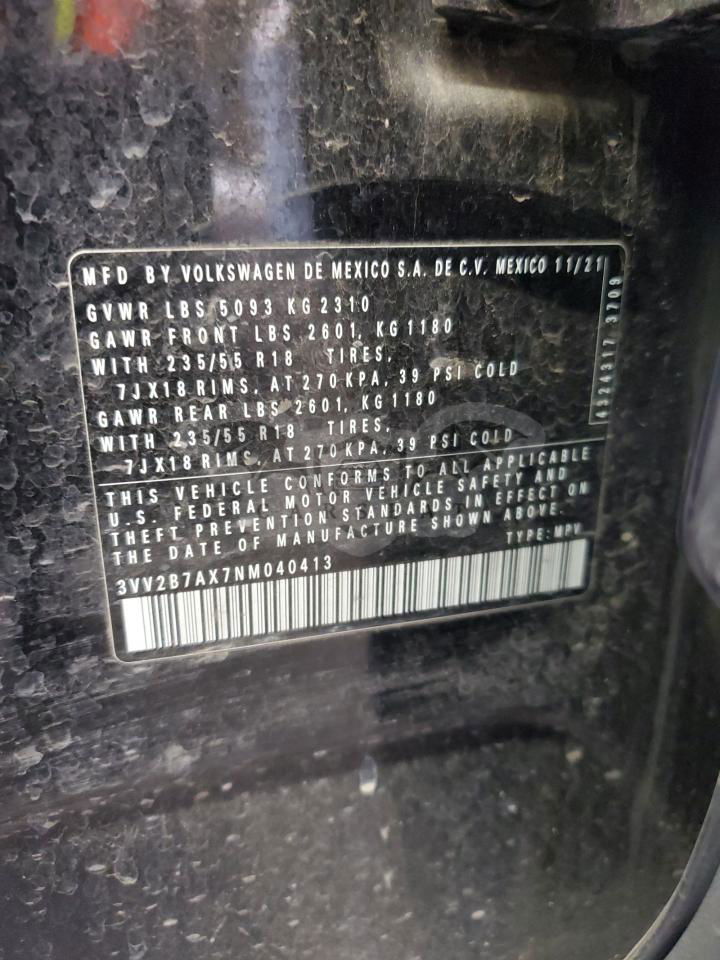 MFD BY VOLKSWAGEN DE MEXICO S.A. DE C.V. MEXICO 11/21
GVWR LBS 5093 KG 2310
GAWR FRONT LBS 2601, KG 1180
WITH 235/55 R18 TIRES,
7JX18 RIMS, AT 270 KPA, 39 PSI COLD
GAWR REAR LBS 2601, KG 1180
WITH 235/55 R18 TIRES,
7JX18 RIMS, AT 270 KPA, 39 PSI COLD
THIS VEHICLE CONFORMS TO ALL APPLICABLE
U.S. FEDERAL MOTOR VEHICLE SAFETY AND
THEFT PREVENTION STANDARDS IN EFFECT ON
THE DATE OF MANUFACTURE SHOWN ABOVE.
TYPE: MPV
3VV2B7AX7NM040413
3709